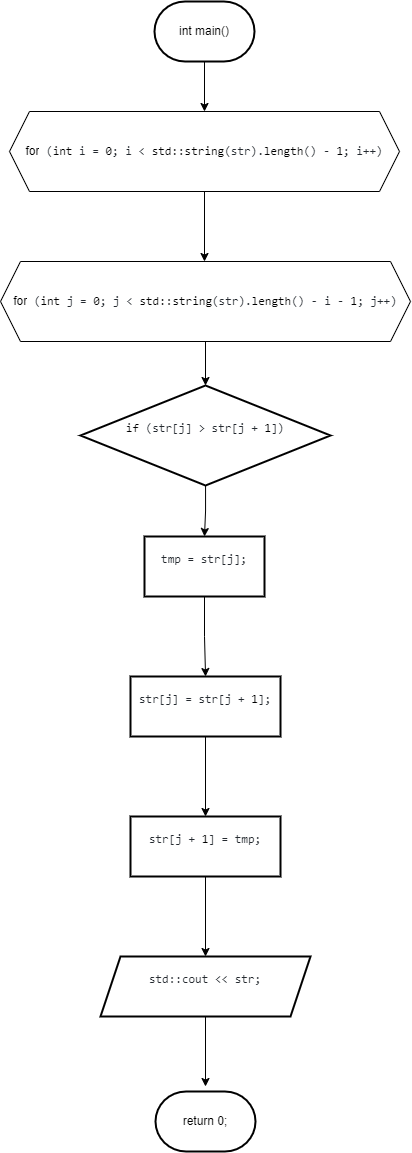 int main()
for (int i = 0; i < std::string(str).length() - 1; i++)
for (int j = 0; j < std::string(str).length() - i - 1; j++)
if (str[j] > str[j + 1])
tmp = str[j];
str[j] = str[j + 1];
str[j + 1] = tmp;
std::cout << str;
return 0;